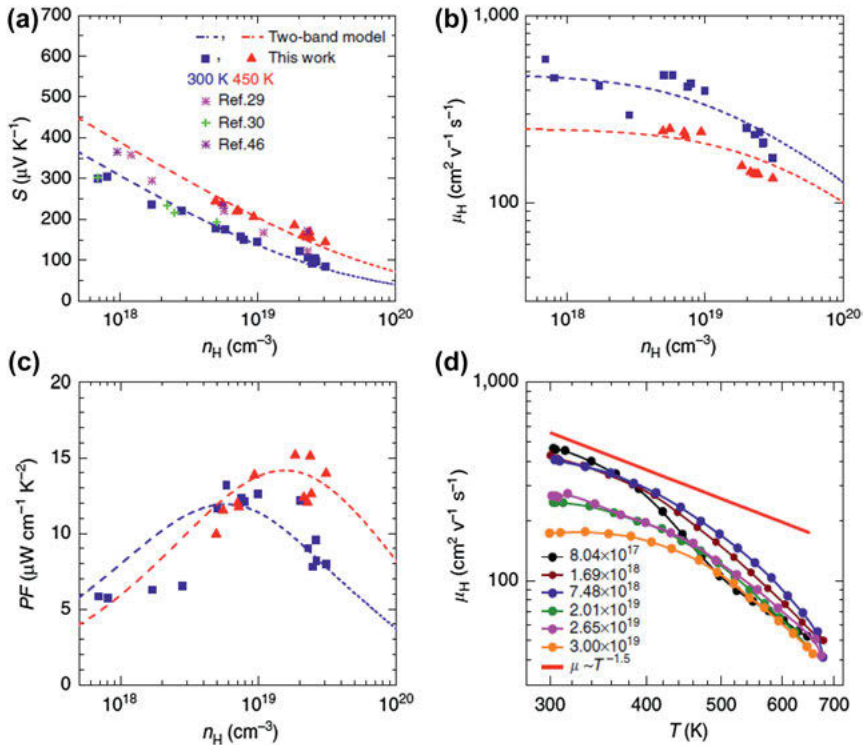 (a)
700
600
500
400
300
200
100
0
S (μV K⁻¹)
, Two-band model
, This work
300 K 450 K
Ref.29
Ref.30
Ref.46
10¹⁸ 10¹⁹ 10²⁰
n_H (cm⁻³)
(b)
1,000
100
μ_H (cm² v⁻¹ s⁻¹)
10¹⁸ 10¹⁹ 10²⁰
n_H (cm⁻³)
(c)
20
15
10
5
0
PF (μW cm⁻¹ K⁻²)
10¹⁸ 10¹⁹ 10²⁰
n_H (cm⁻³)
(d)
1,000
100
μ_H (cm² v⁻¹ s⁻¹)
8.04×10¹⁷
1.69×10¹⁸
7.48×10¹⁸
2.01×10¹⁹
2.65×10¹⁹
3.00×10¹⁹
μ ~T⁻¹·⁵
300 400 500 600 700
T (K)